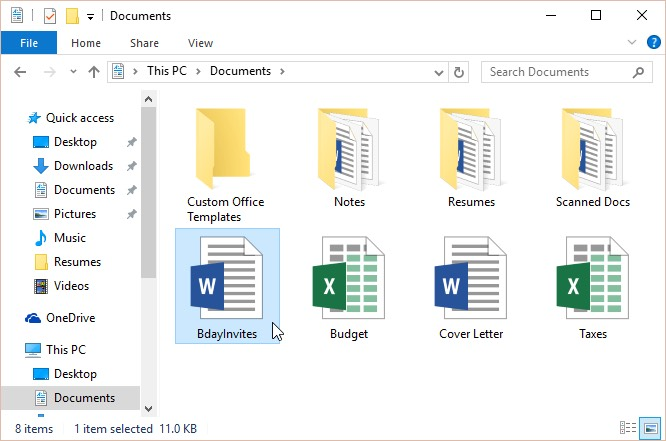 Documents
File Home Share View
This PC Documents
Search Documents
Quick access
Desktop
Downloads
Documents
Pictures
Music
Resumes
Videos
OneDrive
This PC
Desktop
Documents
Custom Office
Templates
Notes
Resumes
Scanned Docs
W BdayInvites
X Budget
W Cover Letter
X Taxes
8 items 1 item selected 11.0 KB